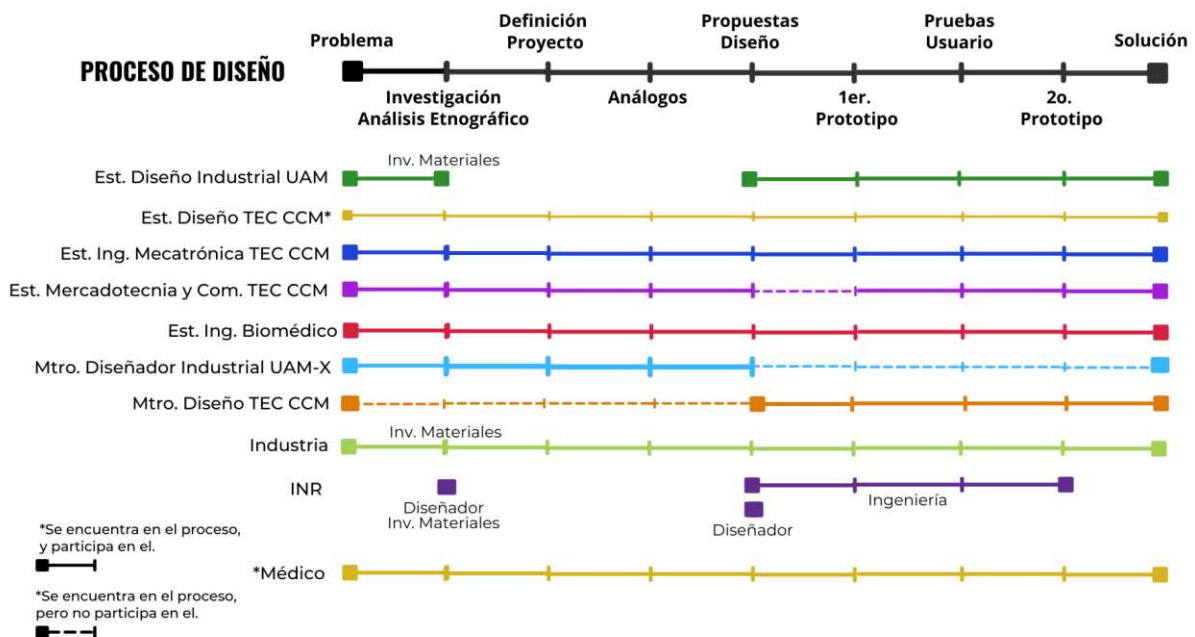 Problema
Definición
Proyecto
Propuestas
Diseño
Pruebas
Usuario
Solución
PROCESO DE DISEÑO
Investigación
Análisis Etnográfico
Análogos
1er.
Prototipo
2o.
Prototipo
Inv. Materiales
Est. Diseño Industrial UAM
Est. Diseño TEC CCM*
Est. Ing. Mecatrónica TEC CCM
Est. Mercadotecnia y Com. TEC CCM
Est. Ing. Biomédico
Mtro. Diseñador Industrial UAM-X
Mtro. Diseño TEC CCM
Inv. Materiales
Industria
INR
Diseñador
Inv. Materiales
Ingeniería
Diseñador
*Se encuentra en el proceso,
y participa en el.
*Médico
*Se encuentra en el proceso,
pero no participa en el.